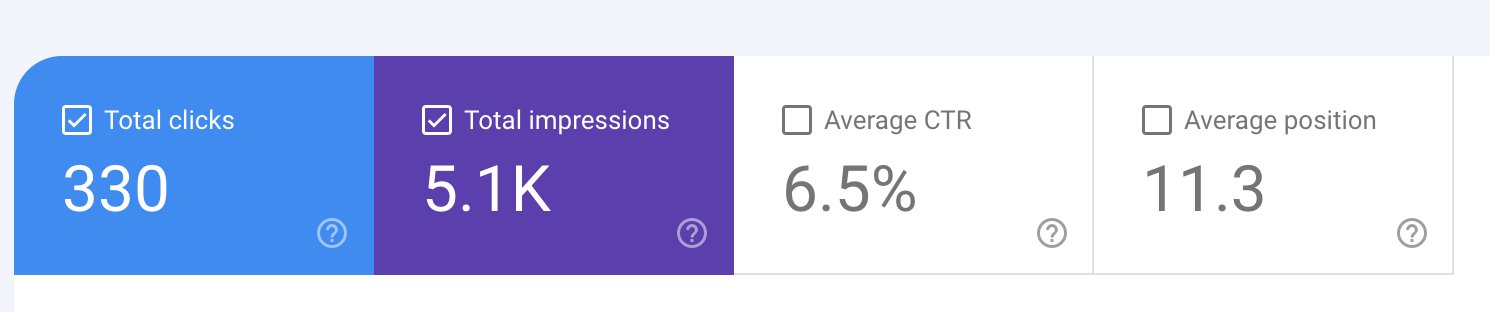 Total clicks
330
Total impressions
5.1K
Average CTR
6.5%
Average position
11.3